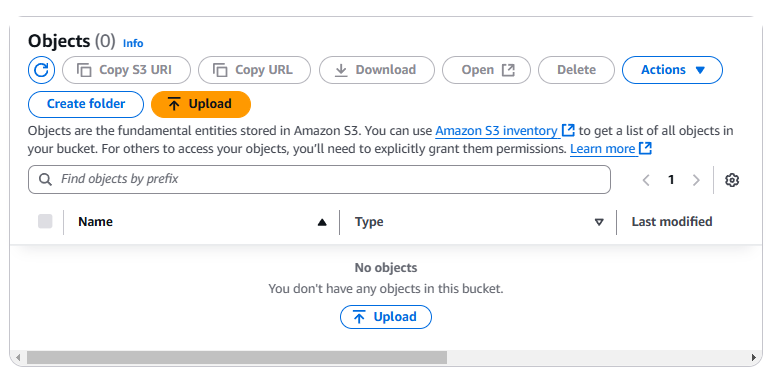 Objects (0) Info
Copy S3 URI Copy URL Download Open Delete Actions
Create folder Upload
Objects are the fundamental entities stored in Amazon S3. You can use Amazon S3 inventory to get a list of all objects in
your bucket. For others to access your objects, you'll need to explicitly grant them permissions. Learn more
Find objects by prefix 1
Name Type Last modified
No objects
You don't have any objects in this bucket.
Upload